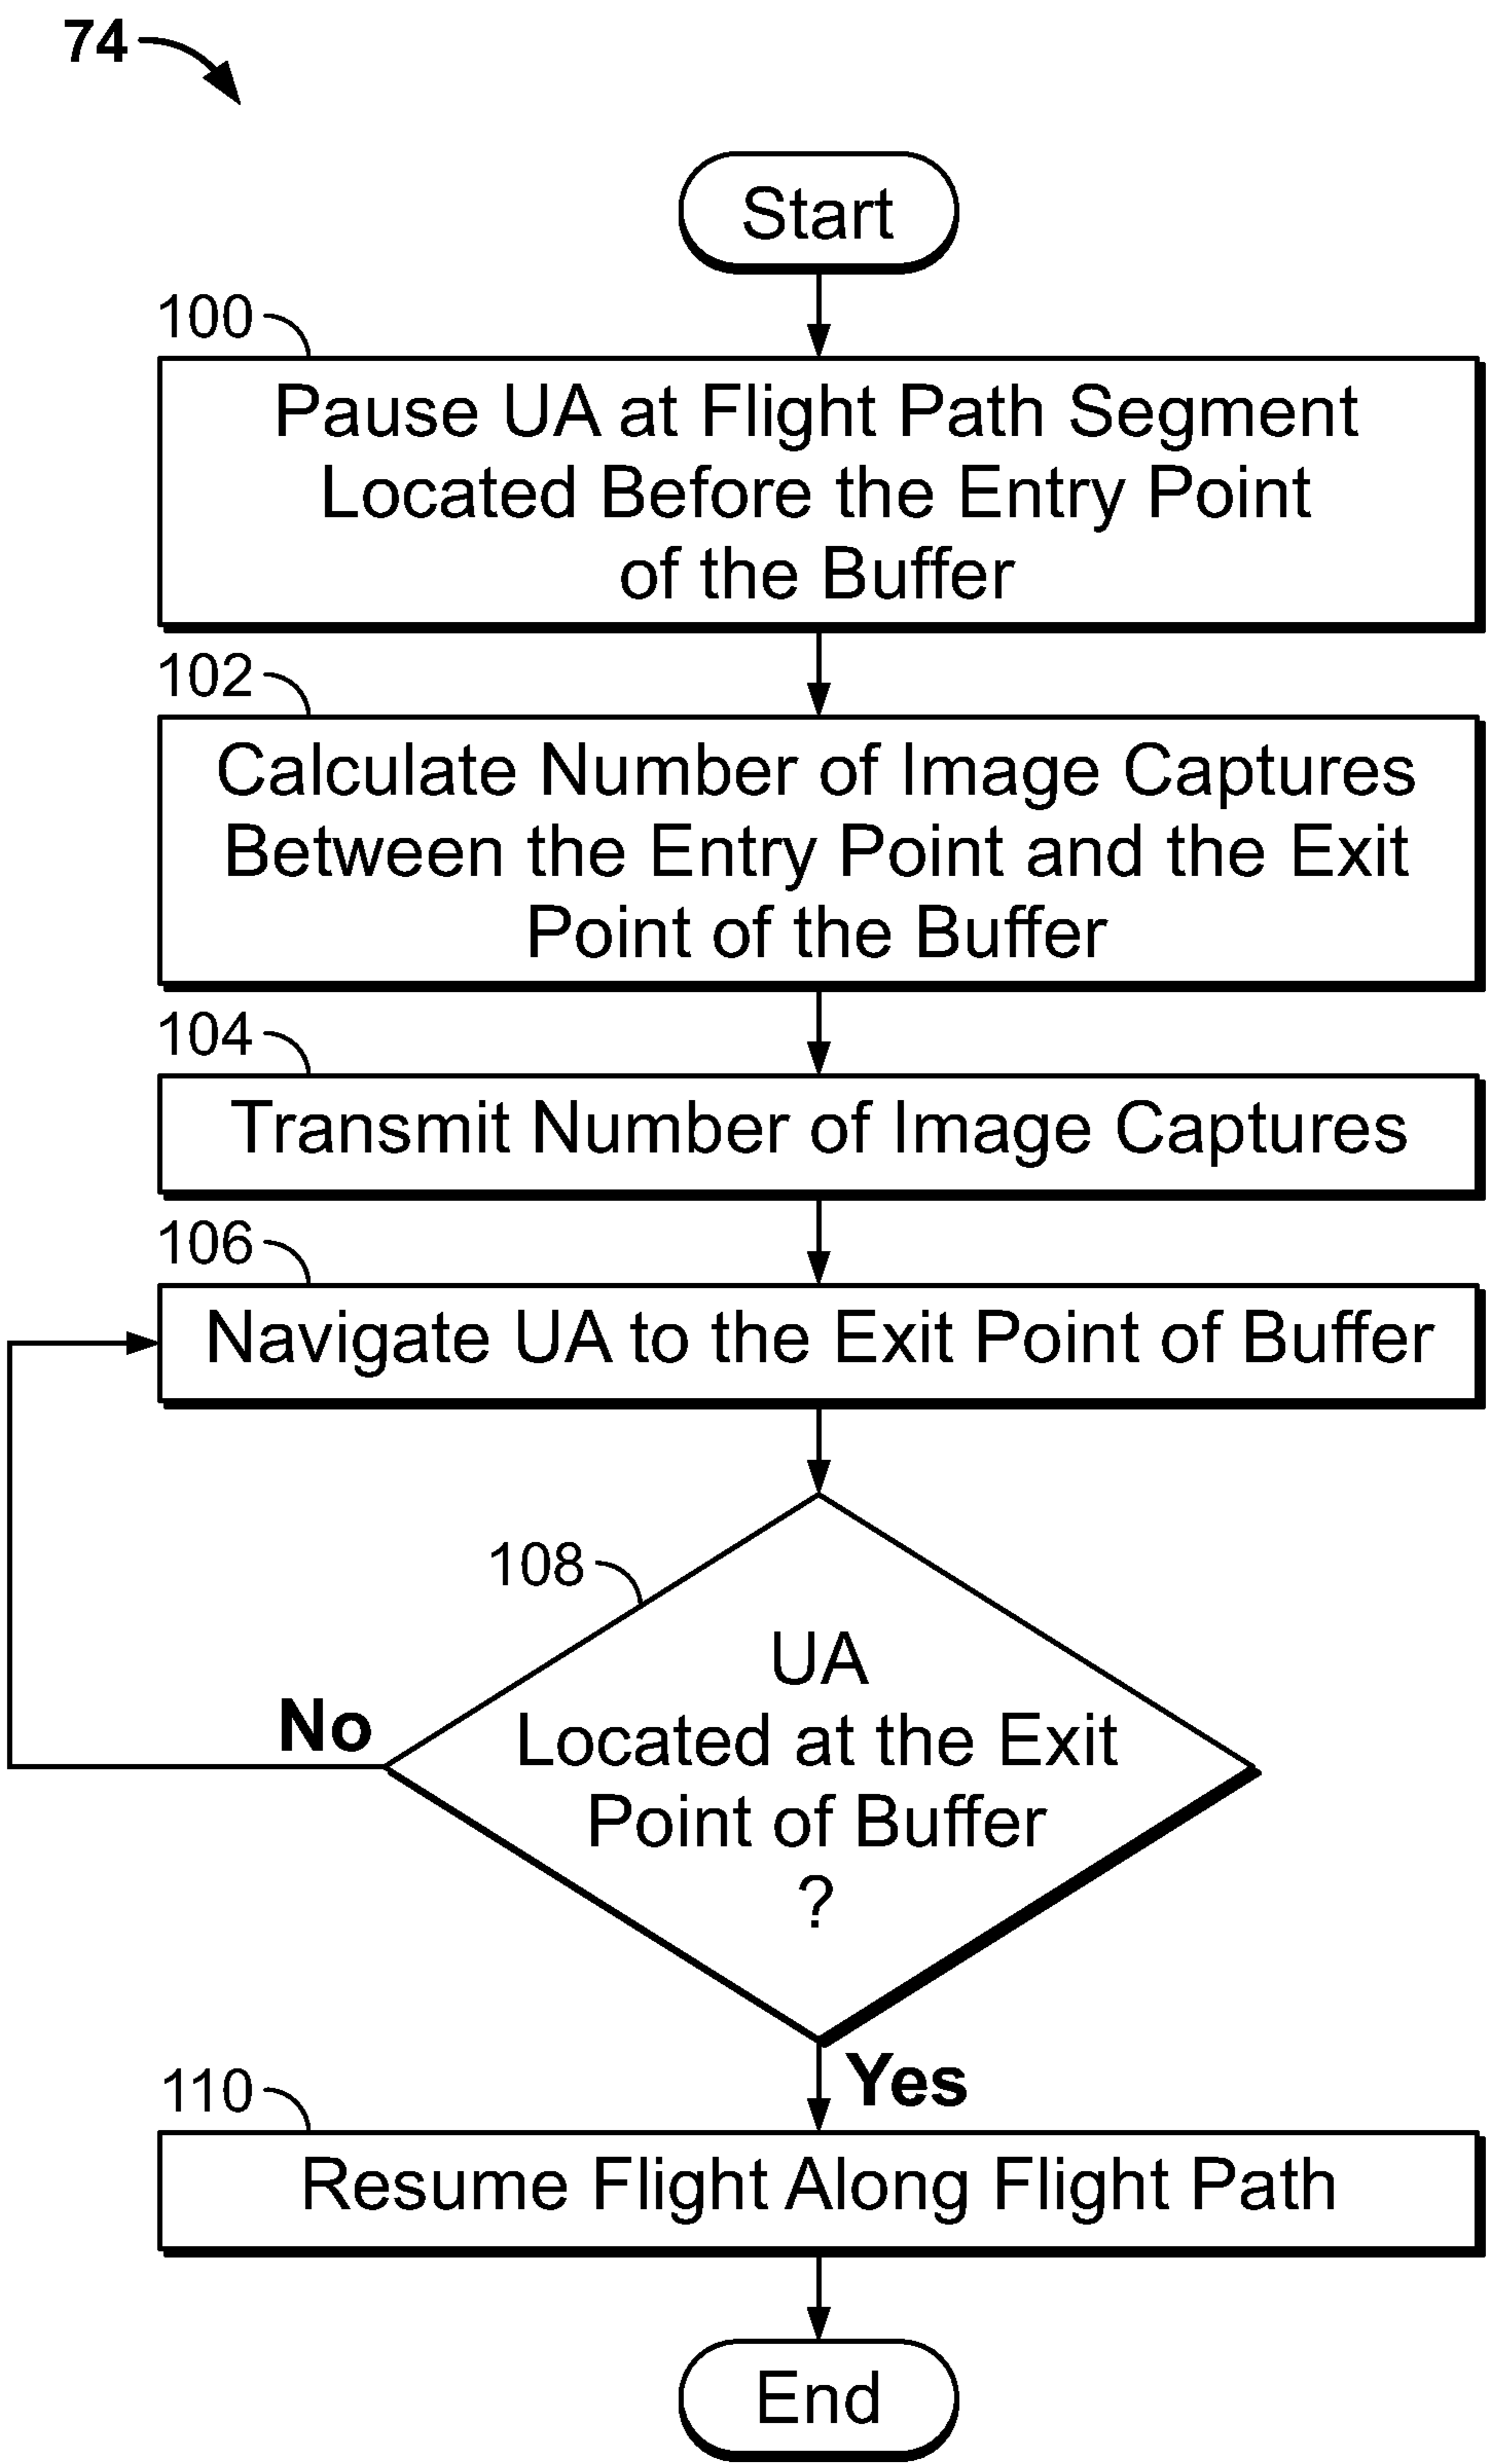 74
Start
100
Pause UA at Flight Path Segment
Located Before the Entry Point
of the Buffer
102
Calculate Number of Image Captures
Between the Entry Point and the Exit
Point of the Buffer
104
Transmit Number of Image Captures
106
Navigate UA to the Exit Point of Buffer
108
UA
Located at the Exit
Point of Buffer
?
No
Yes
110
Resume Flight Along Flight Path
End